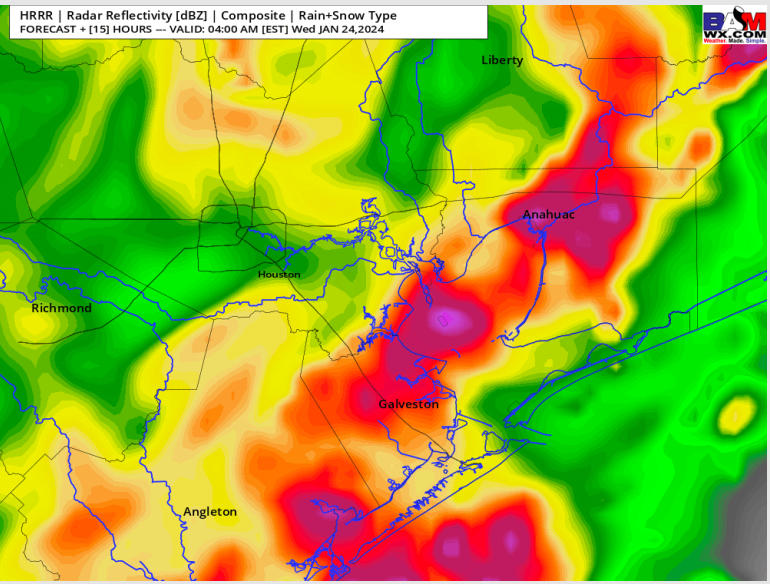 HRRR | Radar Reflectivity [dBZ] | Composite | Rain+Snow Type
FORECAST + [15] HOURS --- VALID: 04:00 AM [EST] Wed JAN 24,2024
BAM
Weather. Made. Simple.
WX.COM
Liberty
Anahuac
Houston
Richmond
Galveston
Angleton